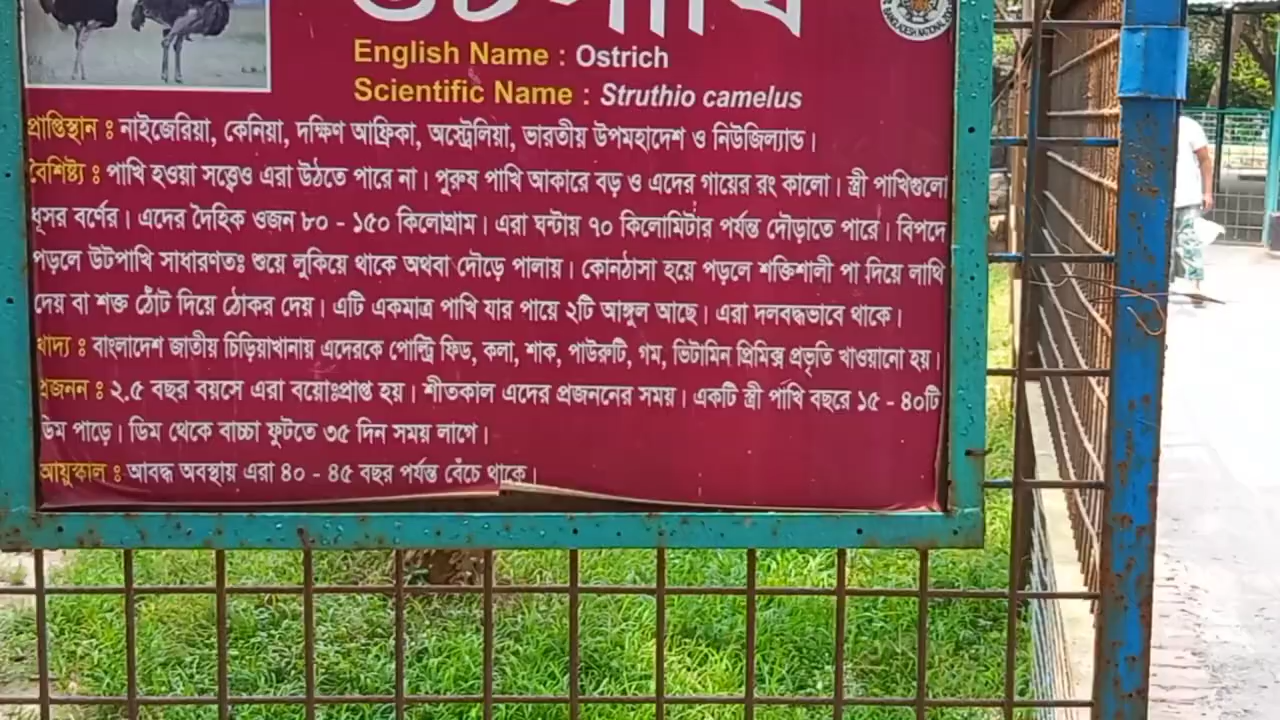 উটপাখি
English Name : Ostrich
Scientific Name : Struthio camelus
প্রাপ্তিস্থান ঃ নাইজেরিয়া, কেনিয়া, দক্ষিণ আফ্রিকা, অস্ট্রেলিয়া, ভারতীয় উপমহাদেশ ও নিউজিল্যান্ড।
বৈশিষ্ট্য ঃ পাখি হওয়া সত্ত্বেও এরা উঠতে পারে না। পুরুষ পাখি আকারে বড় ও এদের গায়ের রং কালো। স্ত্রী পাখিগুলো
ধূসর বর্ণের। এদের দৈহিক ওজন ৮০ - ১৫০ কিলোগ্রাম। এরা ঘন্টায় ৭০ কিলোমিটার পর্যন্ত দৌড়াতে পারে। বিপদে
পড়লে উটপাখি সাধারণতঃ শুয়ে লুকিয়ে থাকে অথবা দৌড়ে পালায়। কোনঠাসা হয়ে পড়লে শক্তিশালী পা দিয়ে লাথি
দেয় বা শক্ত ঠোঁট দিয়ে ঠোকর দেয়। এটি একমাত্র পাখি যার পায়ে ২টি আঙ্গুল আছে। এরা দলবদ্ধভাবে থাকে।
খাদ্য ঃ বাংলাদেশ জাতীয় চিড়িয়াখানায় এদেরকে পোল্ট্রি ফিড, কলা, শাক, পাউরুটি, গম, ভিটামিন প্রিমিক্স প্রভৃতি খাওয়ানো হয়।
প্রজনন ঃ ২.৫ বছর বয়সে এরা বয়োঃপ্রাপ্ত হয়। শীতকাল এদের প্রজননের সময়। একটি স্ত্রী পাখি বছরে ১৫ - ৪০টি
ডিম পাড়ে। ডিম থেকে বাচ্চা ফুটতে ৩৫ দিন সময় লাগে।
আয়ুস্কাল ঃ আবদ্ধ অবস্থায় এরা ৪০ - ৪৫ বছর পর্যন্ত বেঁচে থাকে।